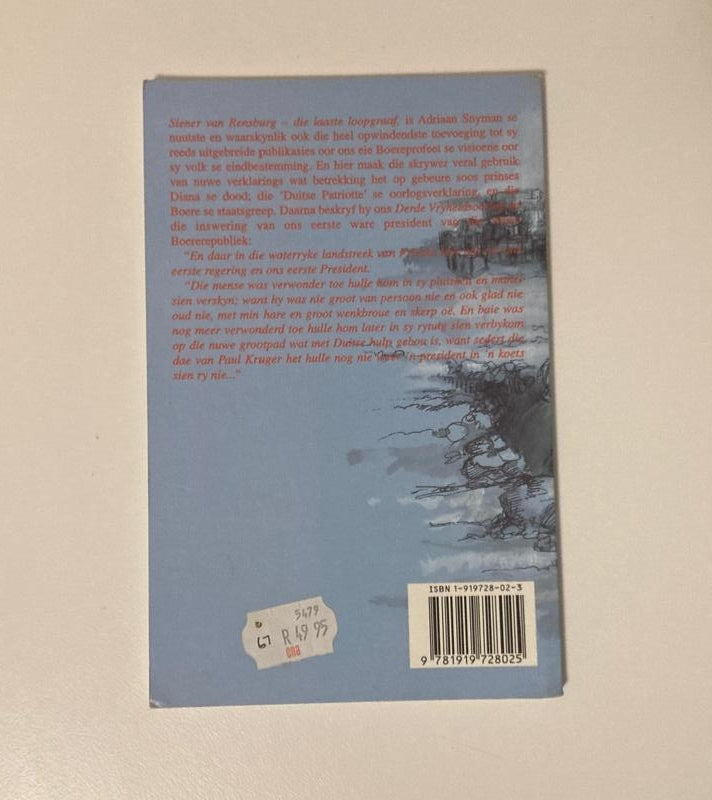 Siener van Rensburg – die laaste loopgraaf, is Adriaan Snyman se
nuutste en waarskynlik ook die heel opwindendste toevoeging tot sy
reeds uitgebreide publikasies oor ons eie Boereprofeet se visioene oor
sy volk se eindbestemming. En hier maak die skrywer veral gebruik
van nuwe verklarings wat betrekking het op gebeure soos prinses
Diana se dood; die 'Duitse Patriotte' se oorlogsverklaring, en die
Boere se staatsgreep. Daarna beskryf hy ons Derde
die inswering van ons eerste ware president van
Boererepubliek:
"En daar in die waterryke landstreek van
eerste regering en ons eerste President.
"Die mense was verwonder toe hulle hom in sy pluiskeil en manel
sien verskyn; want hy was nie groot van persoon nie en ook glad nie
oud nie, met min hare en groot wenkbroue en skerp oë. En baie was
nog meer verwonderd toe hulle hom later in sy rytuig sien verbykom
op die nuwe grootpad wat met Duitse hulp gebou is, want sedert die
dae van Paul Kruger het hulle nog nie weer 'n president in 'n koets
sien ry nie..."
5479
67 R 49 95
ISBN 1-919728-02-3
9 781919 728025